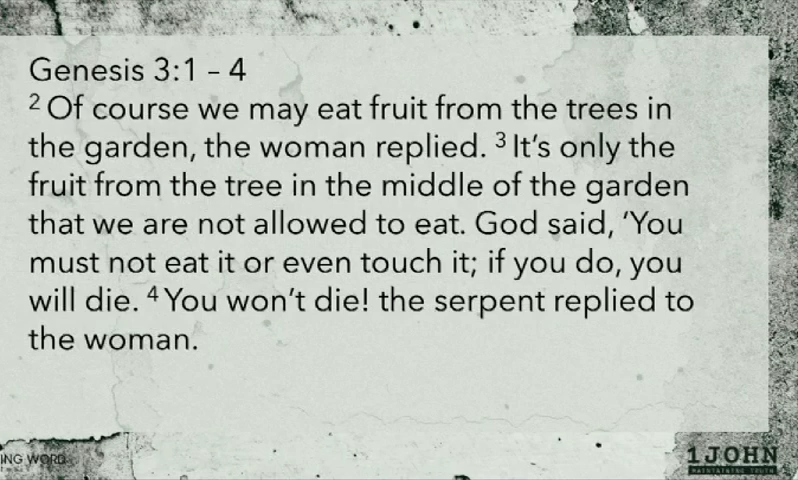 Genesis 3:1 – 4
2 Of course we may eat fruit from the trees in
the garden, the woman replied. 3 It’s only the
fruit from the tree in the middle of the garden
that we are not allowed to eat. God said, ‘You
must not eat it or even touch it; if you do, you
will die. 4 You won’t die! the serpent replied to
the woman.
ING WORD
1 JOHN
MAINTAINING TRUTH